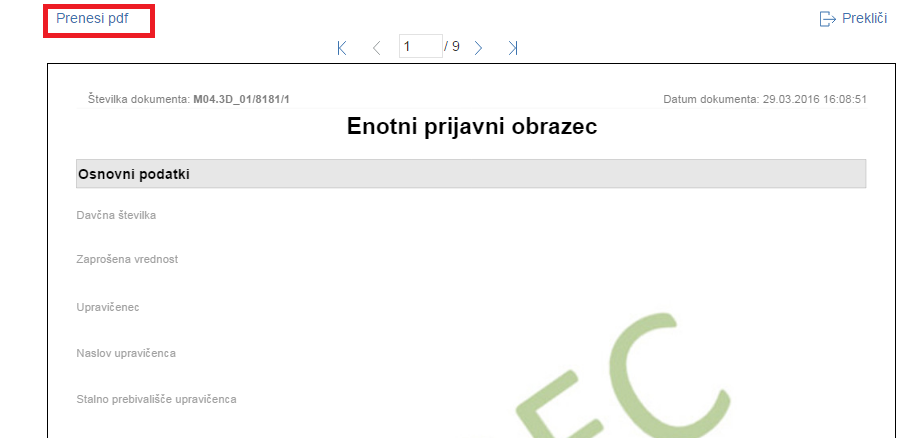 Prenesi pdf
Prekliči
1 / 9
Številka dokumenta: M04.3D_01/8181/1
Datum dokumenta: 29.03.2016 16:08:51
Enotni prijavni obrazec
Osnovni podatki
Davčna številka
Zaprošena vrednost
Upravičenec
Naslov upravičenca
Stalno prebivališče upravičenca